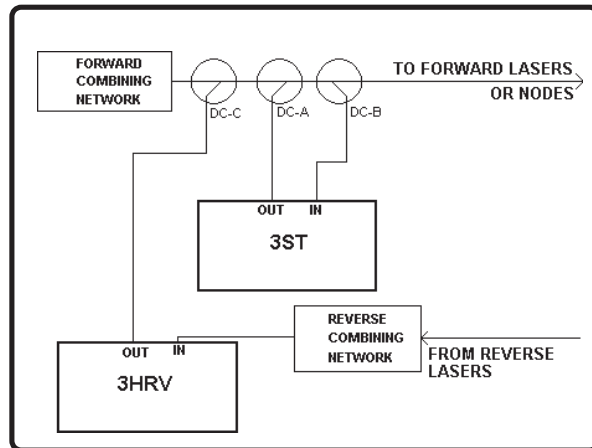 FORWARD
COMBINING
NETWORK
TO FORWARD LASERS
OR NODES
DC-C
DC-A
DC-B
OUT IN
3ST
REVERSE
COMBINING
NETWORK
FROM REVERSE
LASERS
OUT IN
3HRV